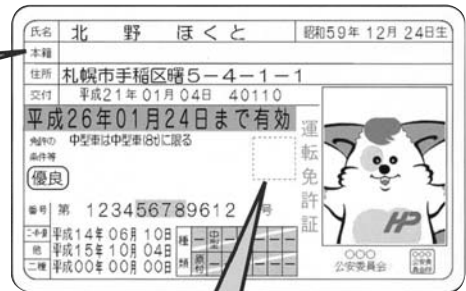 氏名 北野 ほくと 昭和59年12月24日生
本籍
住所 札幌市手稲区曙5-4-1-1
交付 平成21年01月04日 40110
平成26年01月24日まで有効
免許の条件等 中型車は中型車(8t)に限る
優良
番号 第 123456789612 号
二・小・原 平成14年06月10日
他 平成15年10月04日
二種 平成00年00月00日
種類 中型 原付
運転免許証
HP
○○○公安委員会